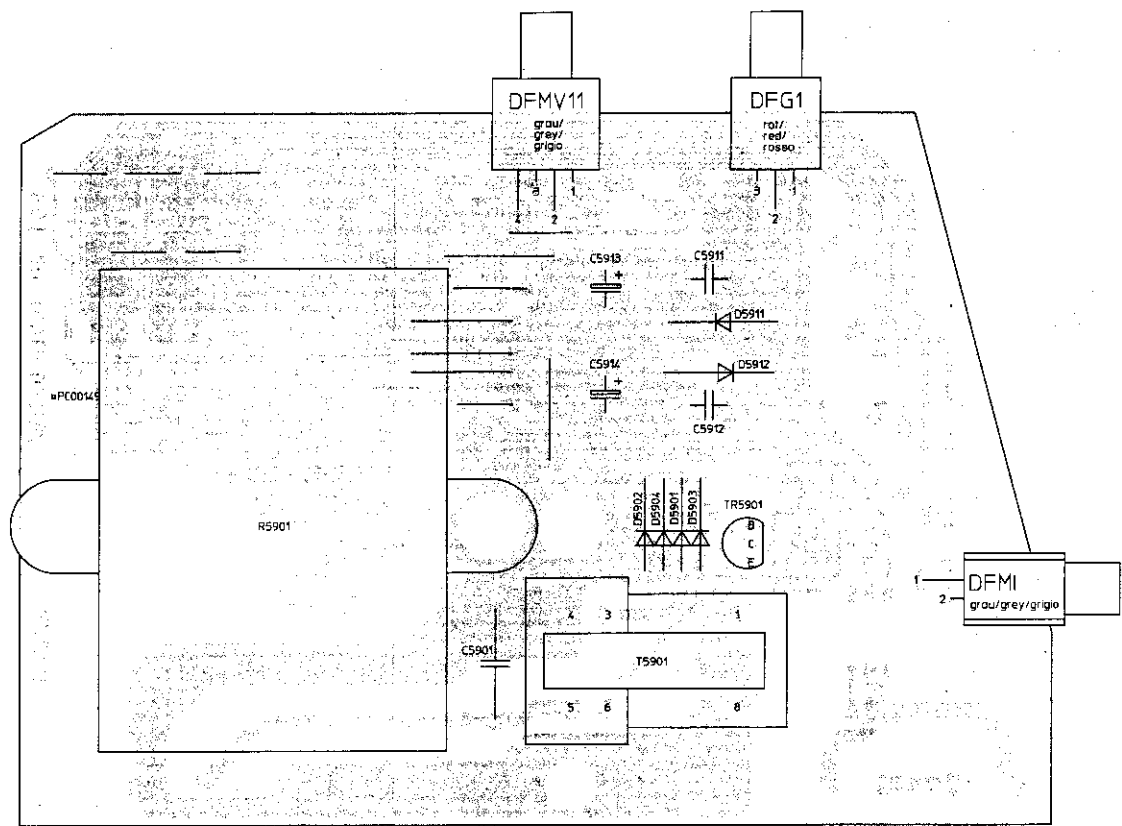 DFMV11
grau/
grey/
grigio
4 3 2 1
DFG1
rot/
red/
rosso
3 2 1
C5913
+
C5911
D5911
C5914
+
D5912
C5912
¤PC00149
R5901
D5902
D5904
D5901
D5903
TR5901
B
C
E
1
2
DFMI
grau/grey/grigio
4 3 1
C5901
T5901
5 6 8